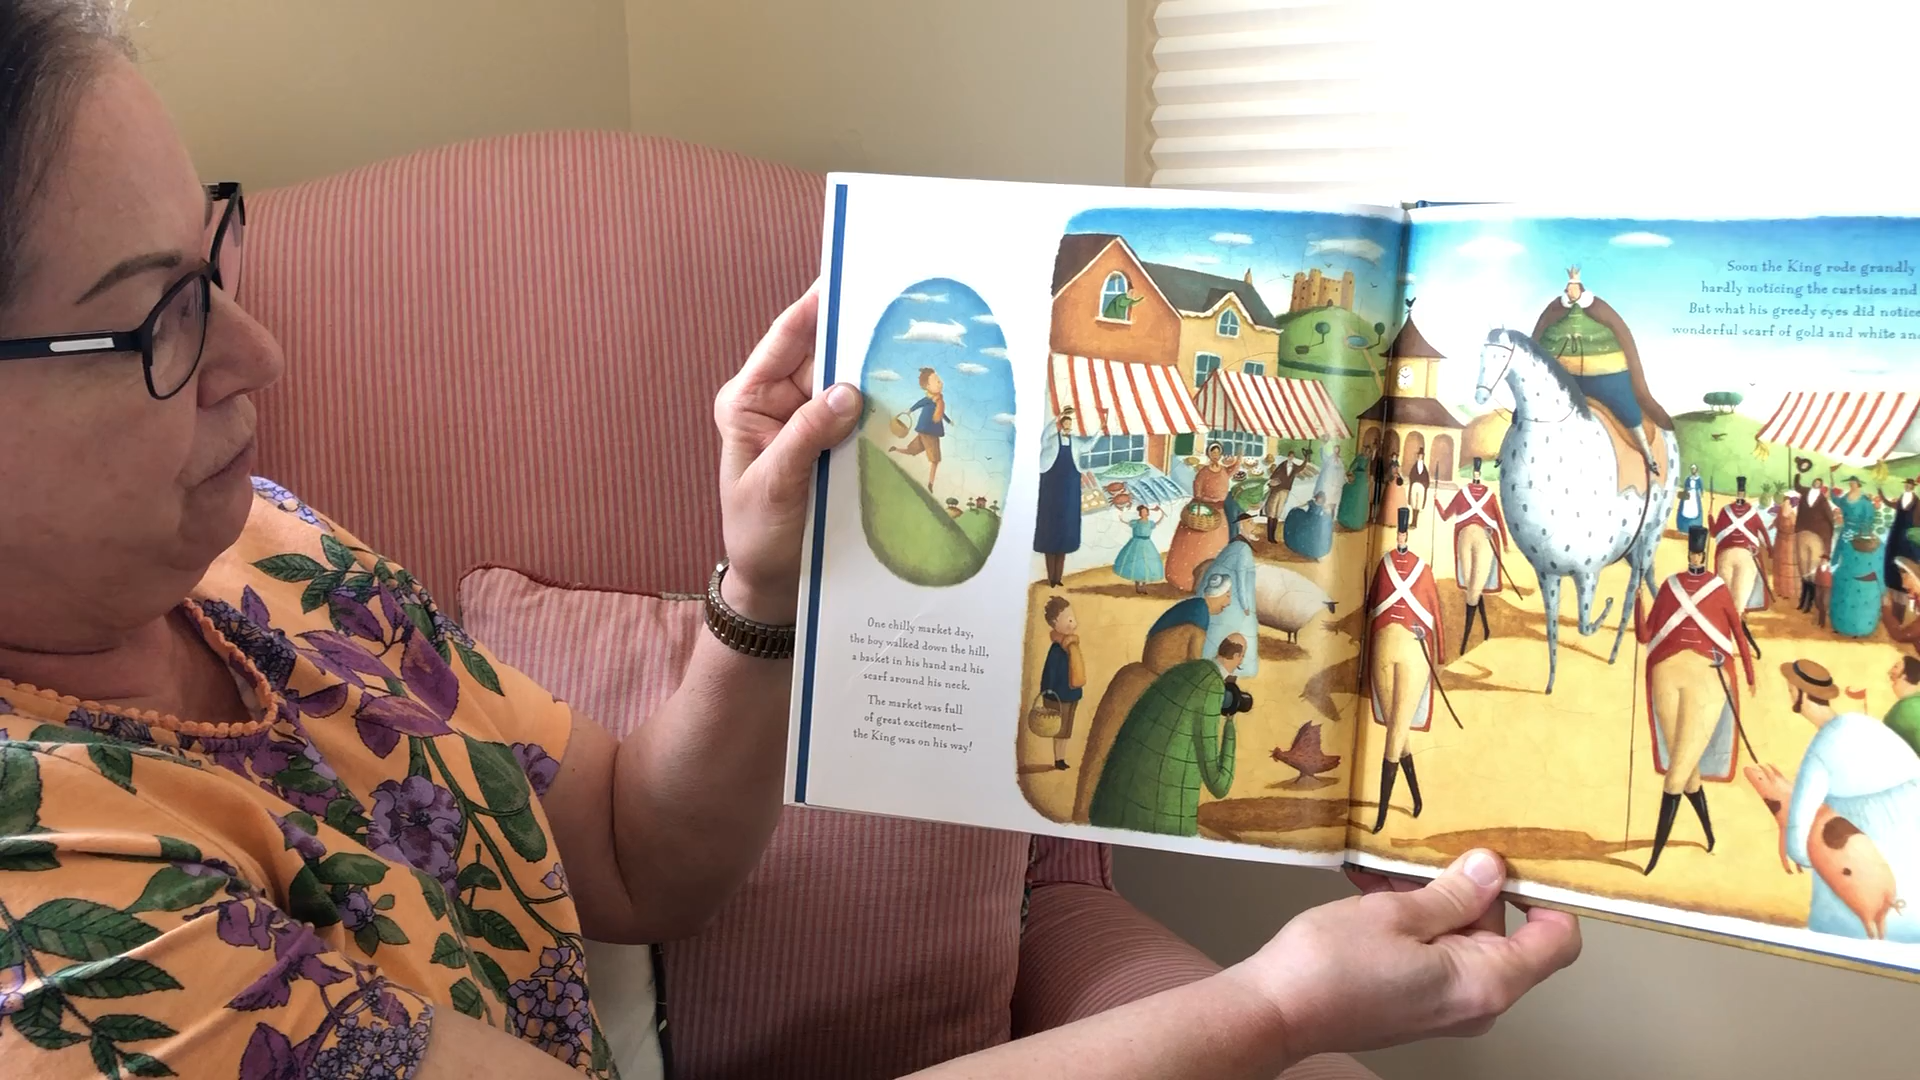 One chilly market day,
the boy walked down the hill,
a basket in his hand and his
scarf around his neck.
The market was full
of great excitement—
the King was on his way!
Soon the King rode grandly
hardly noticing the curtsies and
But what his greedy eyes did notice
wonderful scarf of gold and white and